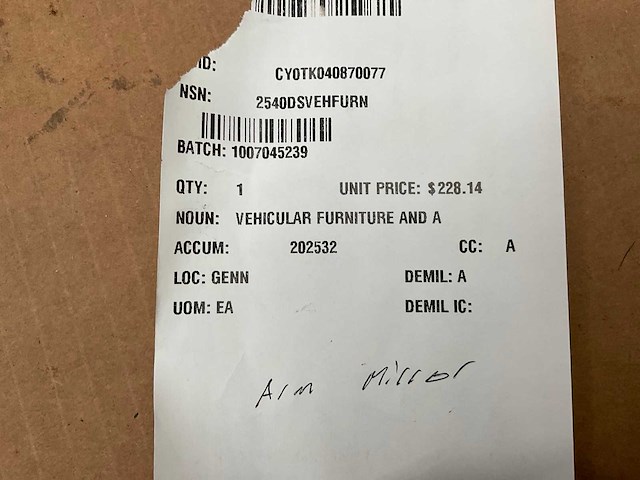 ID: CY0TK040870077
NSN: 2540DSVEHFURN
BATCH: 1007045239
QTY: 1 UNIT PRICE: $228.14
NOUN: VEHICULAR FURNITURE AND A
ACCUM: 202532 CC: A
LOC: GENN DEMIL: A
UOM: EA DEMIL IC:
Arm Mirror